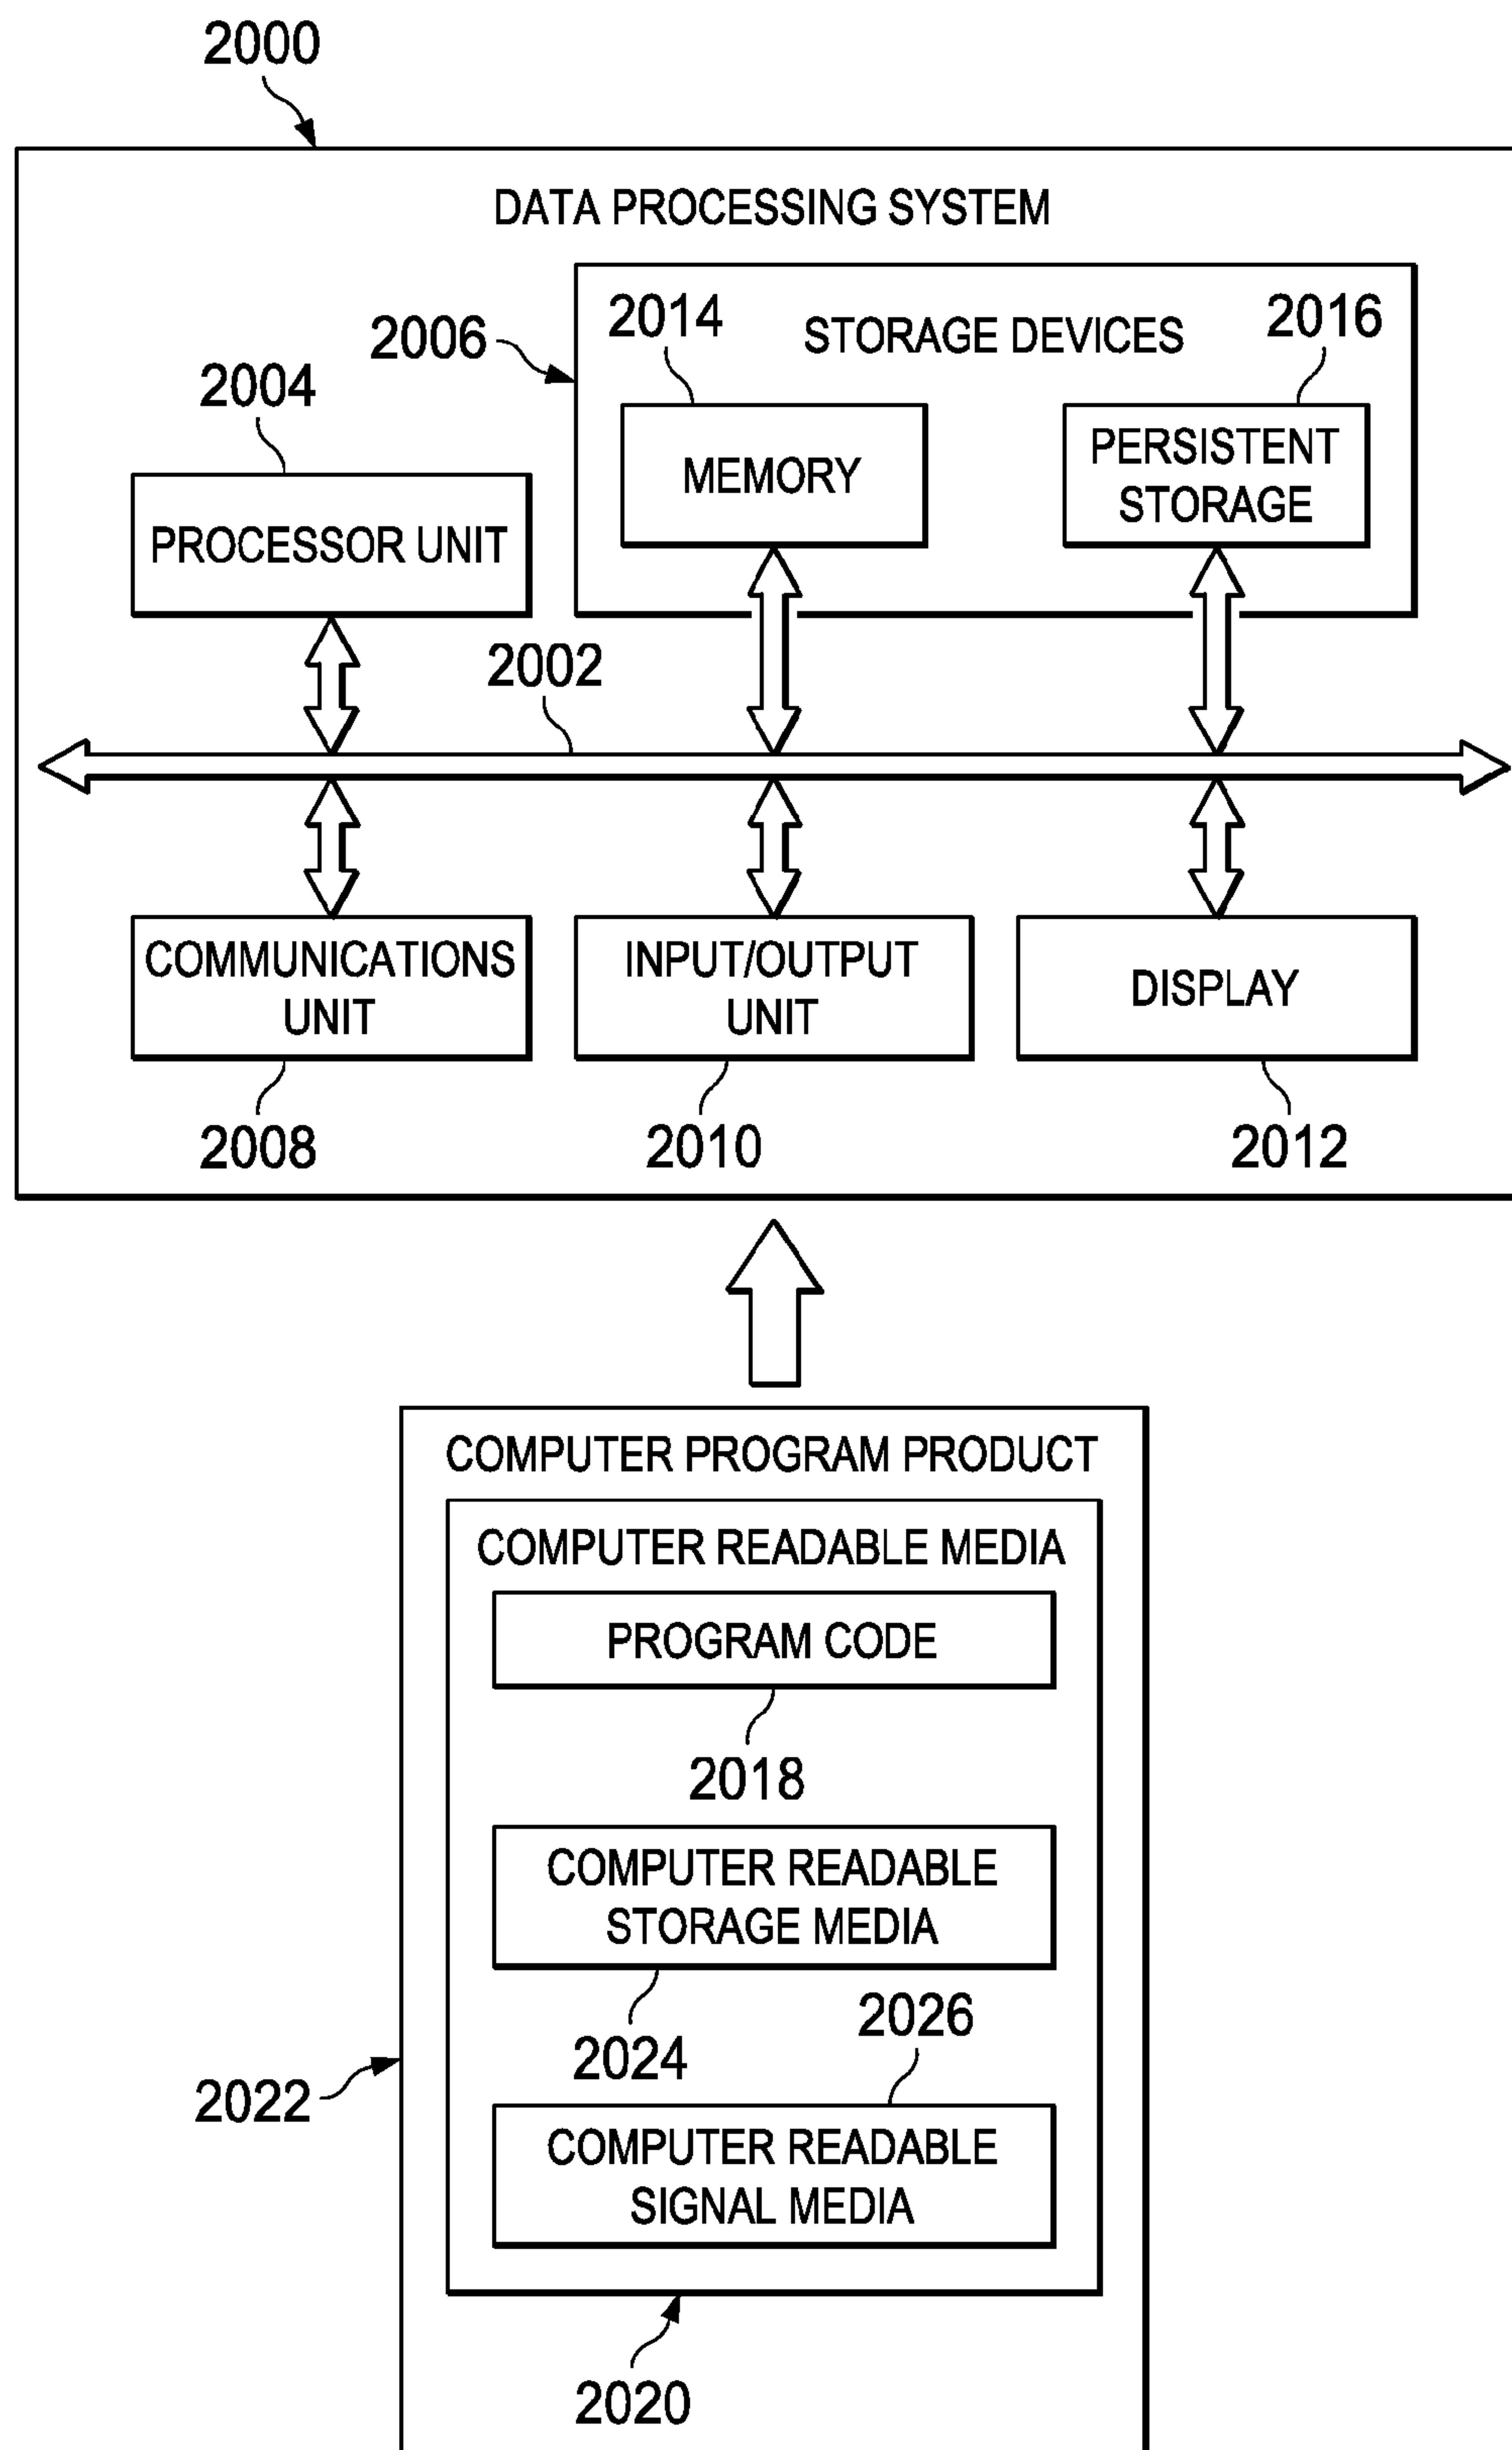 2000
DATA PROCESSING SYSTEM
2006
2014
STORAGE DEVICES
2016
2004
MEMORY
PERSISTENT
STORAGE
PROCESSOR UNIT
2002
COMMUNICATIONS
UNIT
INPUT/OUTPUT
UNIT
DISPLAY
2008
2010
2012
COMPUTER PROGRAM PRODUCT
COMPUTER READABLE MEDIA
PROGRAM CODE
2018
COMPUTER READABLE
STORAGE MEDIA
2024
2026
2022
COMPUTER READABLE
SIGNAL MEDIA
2020